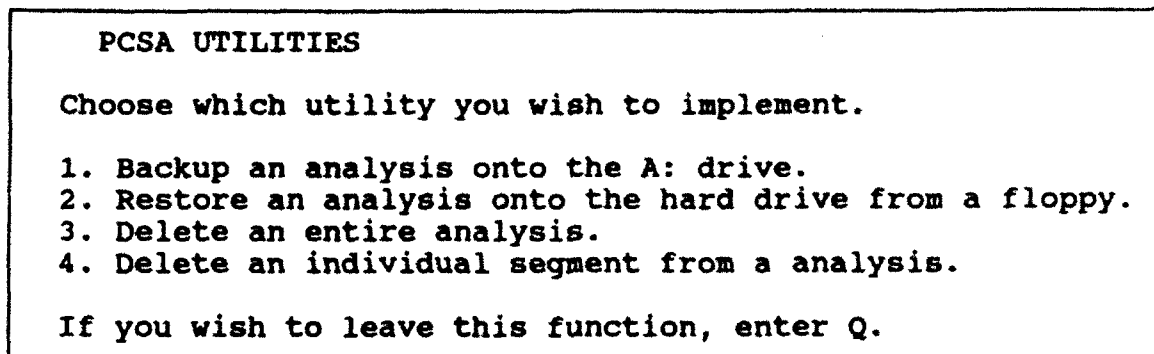 PCSA UTILITIES
Choose which utility you wish to implement.
1. Backup an analysis onto the A: drive.
2. Restore an analysis onto the hard drive from a floppy.
3. Delete an entire analysis.
4. Delete an individual segment from a analysis.
If you wish to leave this function, enter Q.